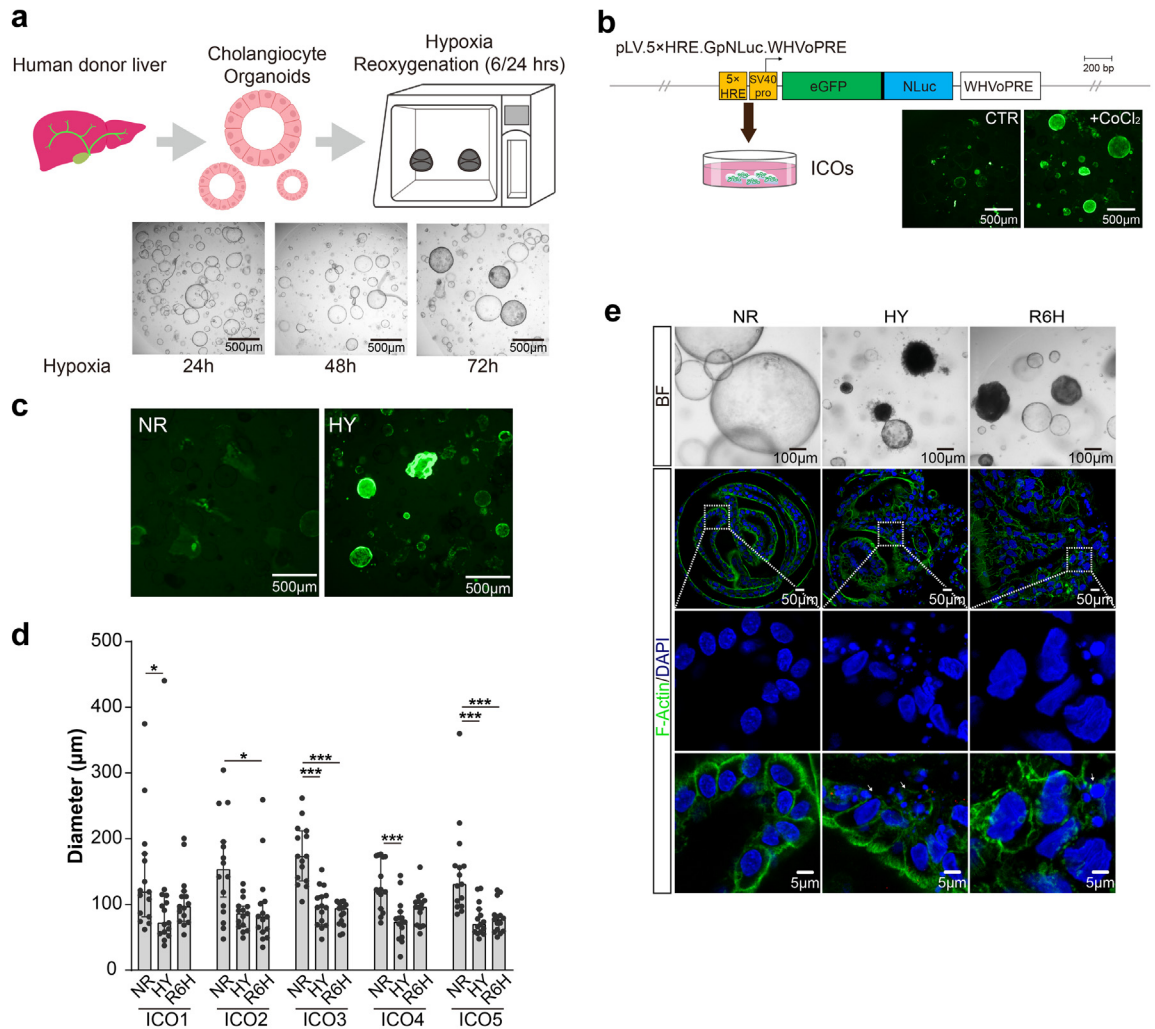 a
Human donor liver
Cholangiocyte
Organoids
Hypoxia
Reoxygenation (6/24 hrs)
500μm
500μm
500μm
Hypoxia
24h
48h
72h
b
pLV.5×HRE.GpNLuc.WHVoPRE
200 bp
5×
HRE
SV40
pro
eGFP
NLuc
WHVoPRE
ICOs
CTR
+CoCl₂
500μm
500μm
c
NR
HY
500μm
500μm
d
Diameter (μm)
500
400
300
200
100
0
*
*
***
***
***
***
***
NR
HY
R6H
NR
HY
R6H
NR
HY
R6H
NR
HY
R6H
NR
HY
R6H
ICO1
ICO2
ICO3
ICO4
ICO5
e
NR
HY
R6H
BF
100μm
100μm
100μm
F-Actin/DAPI
50μm
50μm
50μm
5μm
5μm
5μm